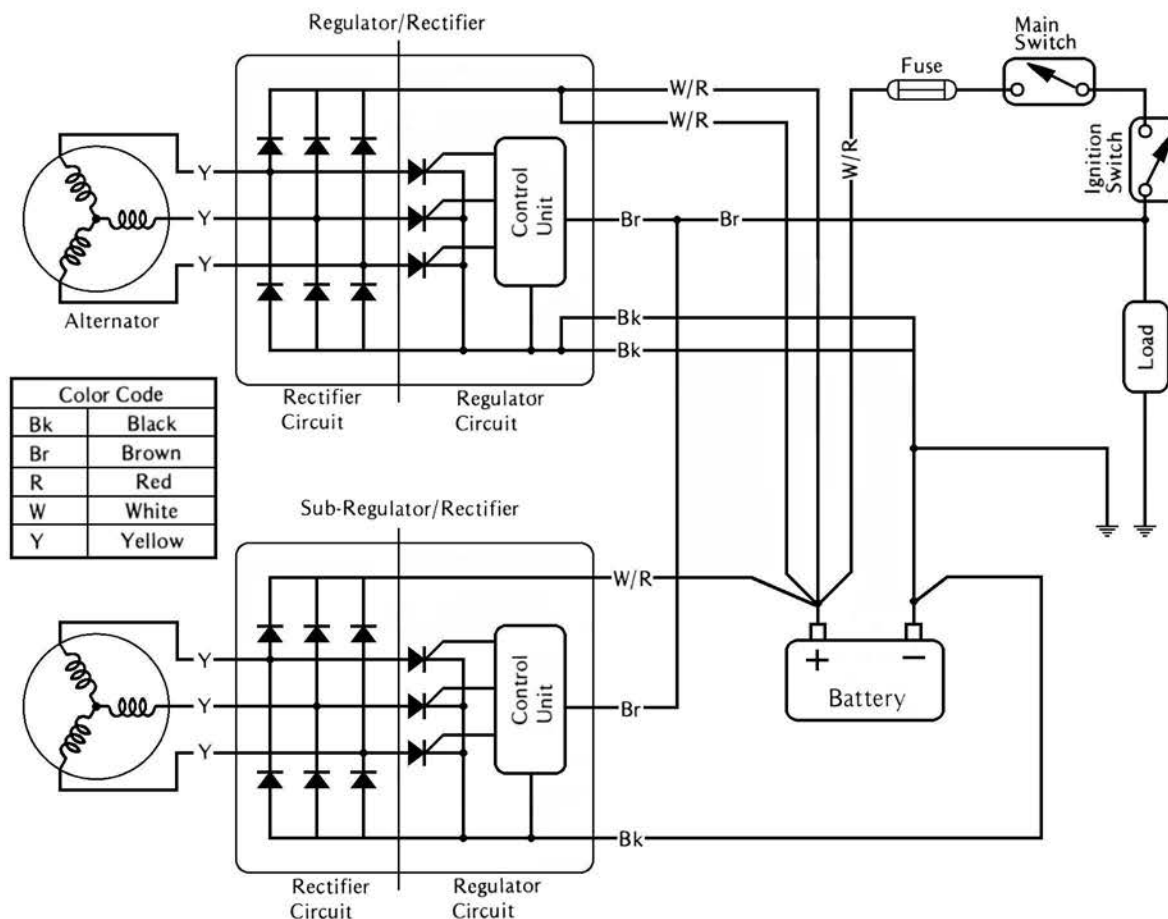 Regulator/Rectifier
Main
Switch
Fuse
W/R
W/R
W/R
Ignition
Switch
Y
Y
Y
Control
Unit
Br
Br
Alternator
Bk
Bk
Load
Rectifier
Circuit
Regulator
Circuit
Color Code
Bk Black
Br Brown
R Red
W White
Y Yellow
Sub-Regulator/Rectifier
W/R
Y
Y
Y
Control
Unit
Br
+ −
Battery
Bk
Rectifier
Circuit
Regulator
Circuit